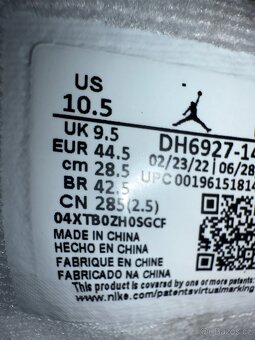 US
10.5
UK 9.5
EUR 44.5
cm 28.5
BR 42.5
CN 285(2.5)
04XTB0ZH0SGCF
DH6927-14
02/23/22 | 06/28
UPC 00196151814
MADE IN CHINA
HECHO EN CHINA
FABRIQUÉ EN CHINE
FABRICADO NA CHINA
This product is covered by one or
www.nike.com/patentsvirtualmarking